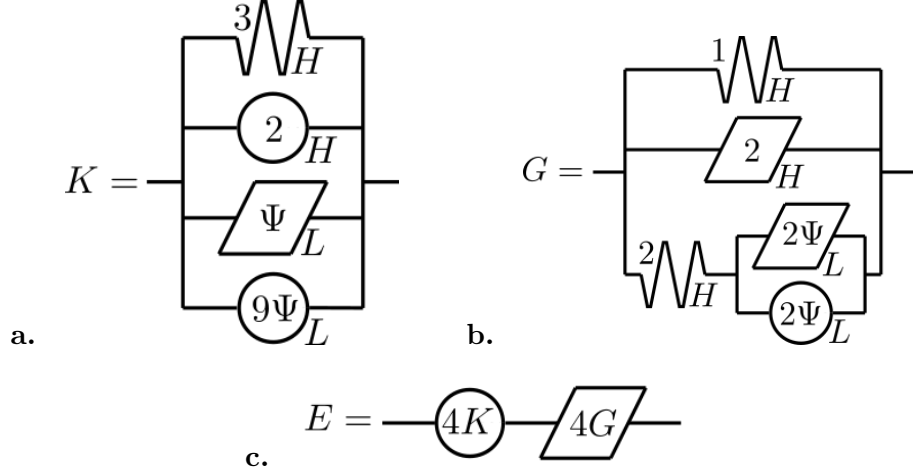 3
H
2
H
K =
Ψ
L
9Ψ
L
a.
1
H
2
H
G =
2
H
2Ψ
L
2Ψ
L
b.
E =
4K
4G
c.